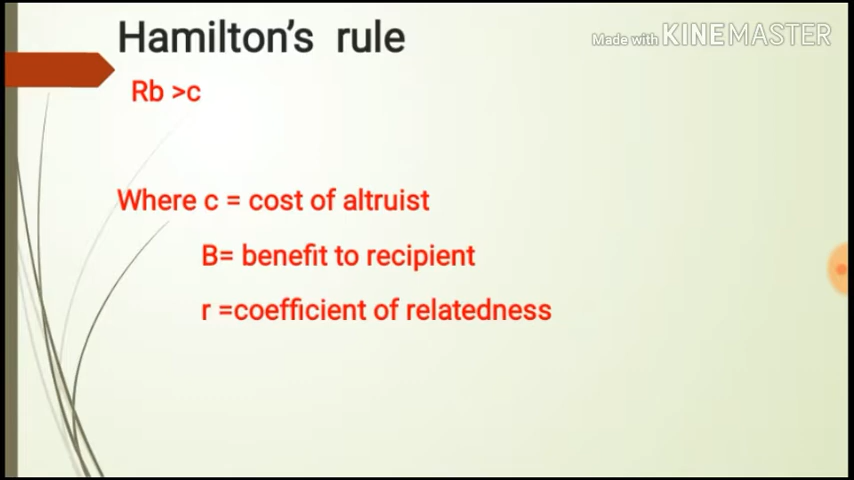 Hamilton's rule
Made with KINEMASTER
Rb >c
Where c = cost of altruist
B= benefit to recipient
r =coefficient of relatedness